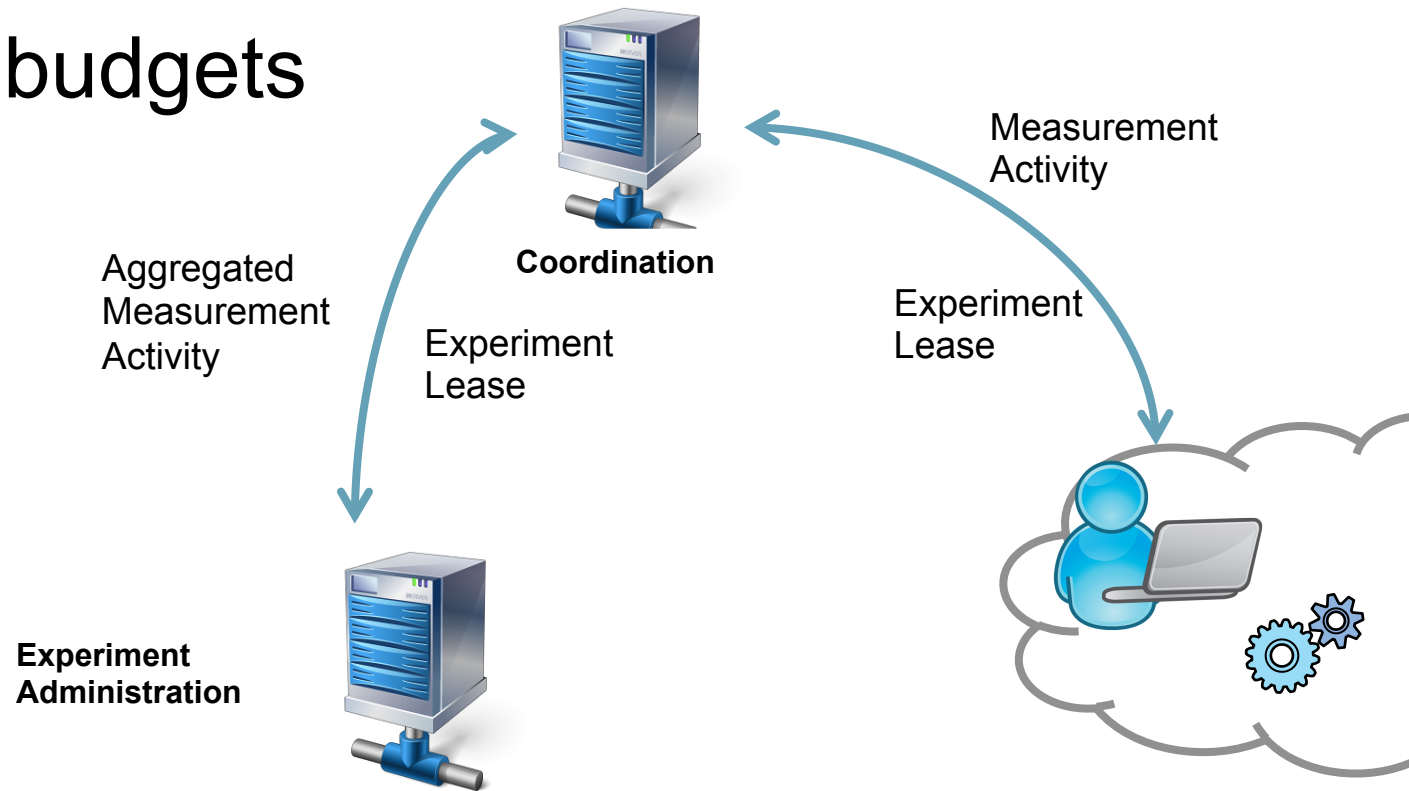 budgets
Measurement
Activity
Coordination
Aggregated
Measurement
Activity
Experiment
Lease
Experiment
Lease
Experiment
Administration